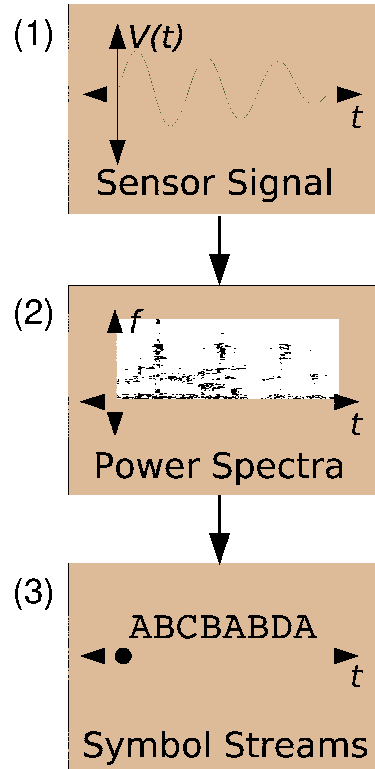 (1)
V(t)
t
Sensor Signal
(2)
f
t
Power Spectra
(3)
ABCBABDA
t
Symbol Streams